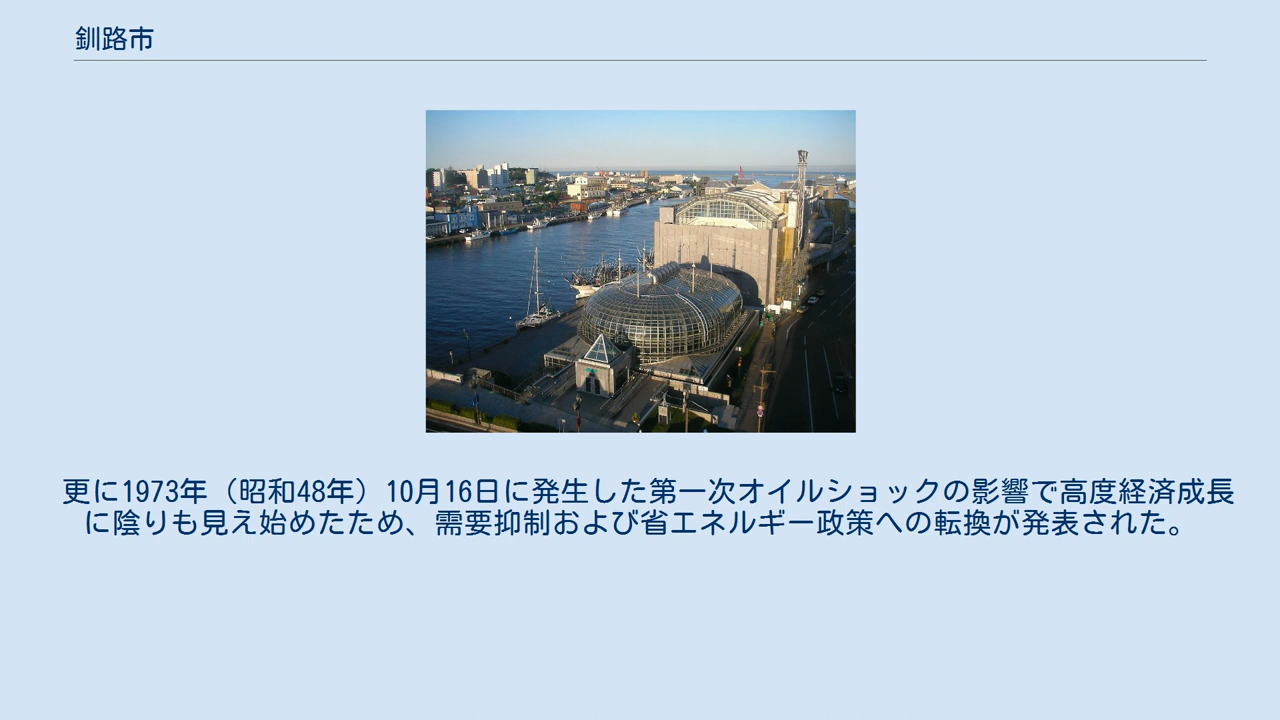 釧路市
更に1973年（昭和48年）10月16日に発生した第一次オイルショックの影響で高度経済成長
に陰りも見え始めたため、需要抑制および省エネルギー政策への転換が発表された。